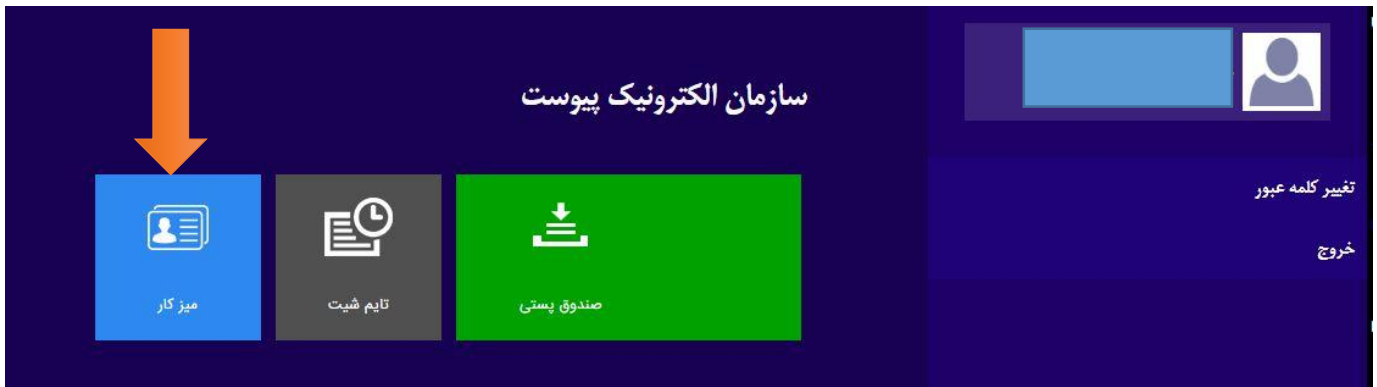 سازمان الکترونیک پیوست
تغییر کلمه عبور
خروج
صندوق پستی
تایم شیت
میز کار